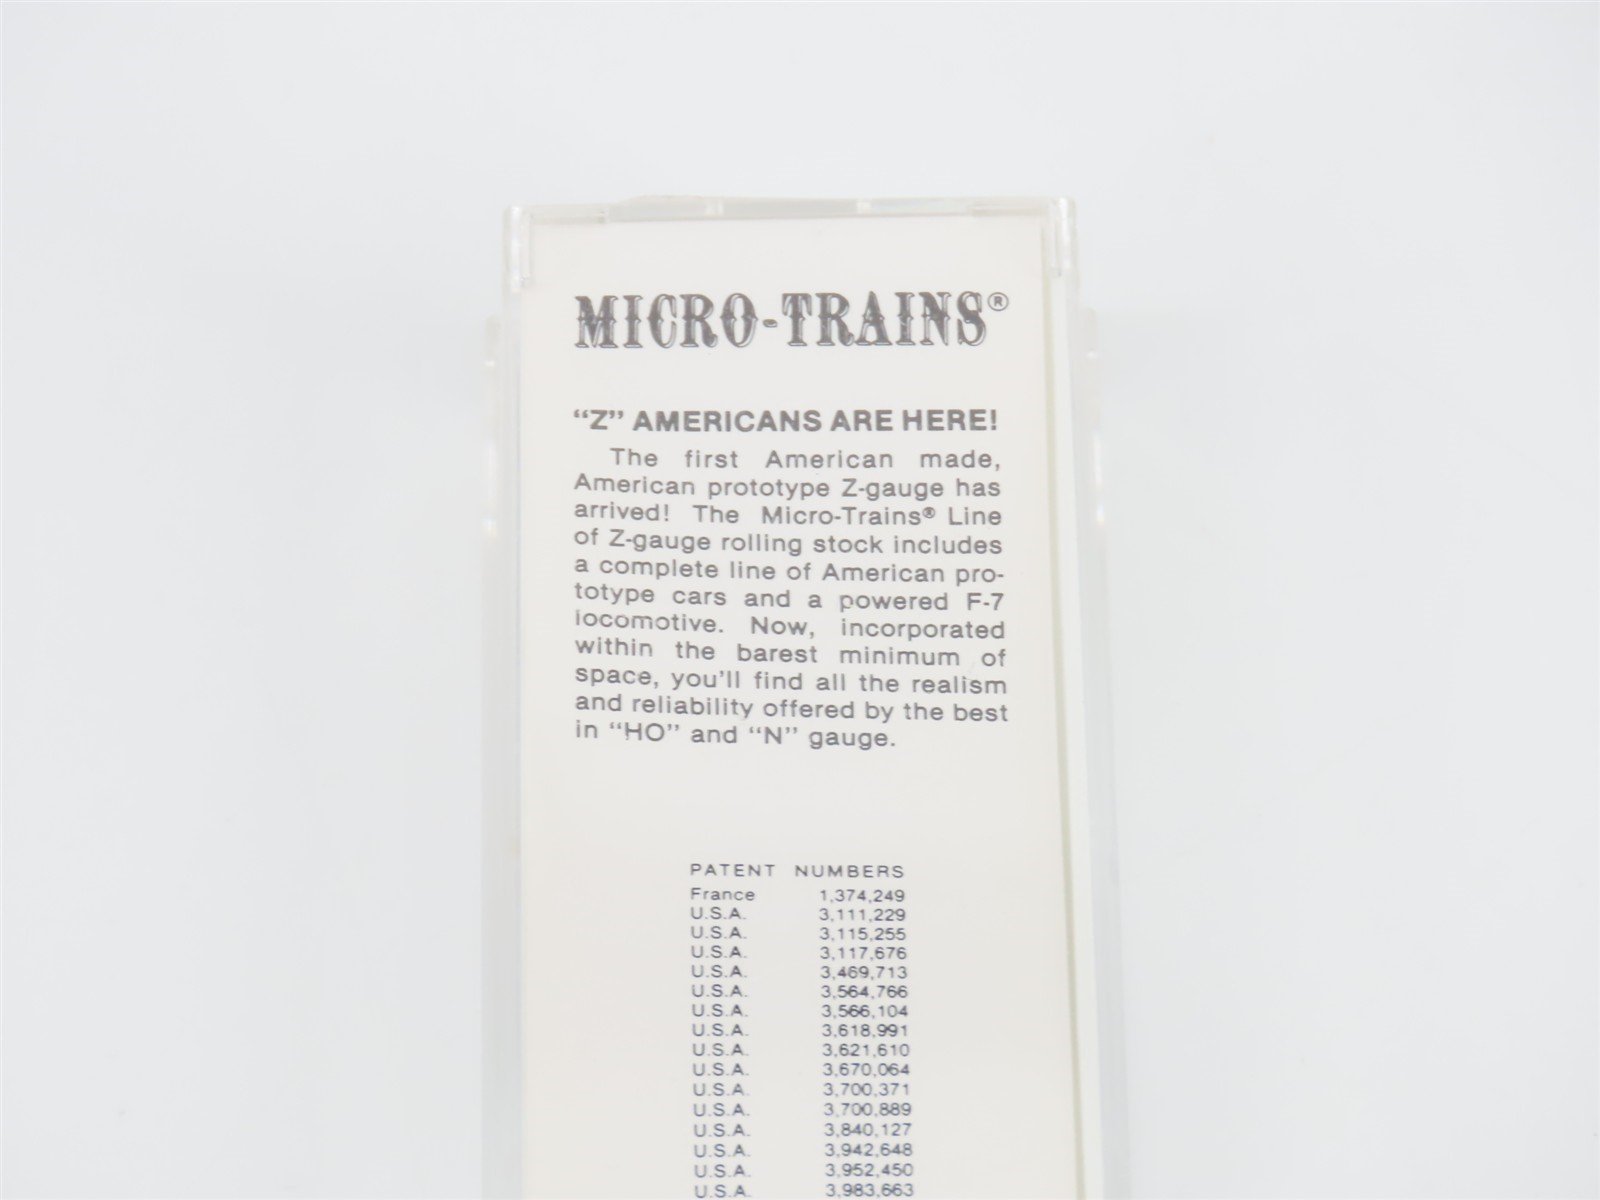 MICRO-TRAINS®
"Z" AMERICANS ARE HERE!
The first American made,
American prototype Z-gauge has
arrived! The Micro-Trains® Line
of Z-gauge rolling stock includes
a complete line of American pro-
totype cars and a powered F-7
locomotive. Now, incorporated
within the barest minimum of
space, you'll find all the realism
and reliability offered by the best
in "HO" and "N" gauge.
PATENT NUMBERS
France 1,374,249
U.S.A. 3,111,229
U.S.A. 3,115,255
U.S.A. 3,117,676
U.S.A. 3,469,713
U.S.A. 3,564,766
U.S.A. 3,566,104
U.S.A. 3,618,991
U.S.A. 3,621,610
U.S.A. 3,670,064
U.S.A. 3,700,371
U.S.A. 3,700,889
U.S.A. 3,840,127
U.S.A. 3,942,648
U.S.A. 3,952,450
U.S.A. 3,983,663